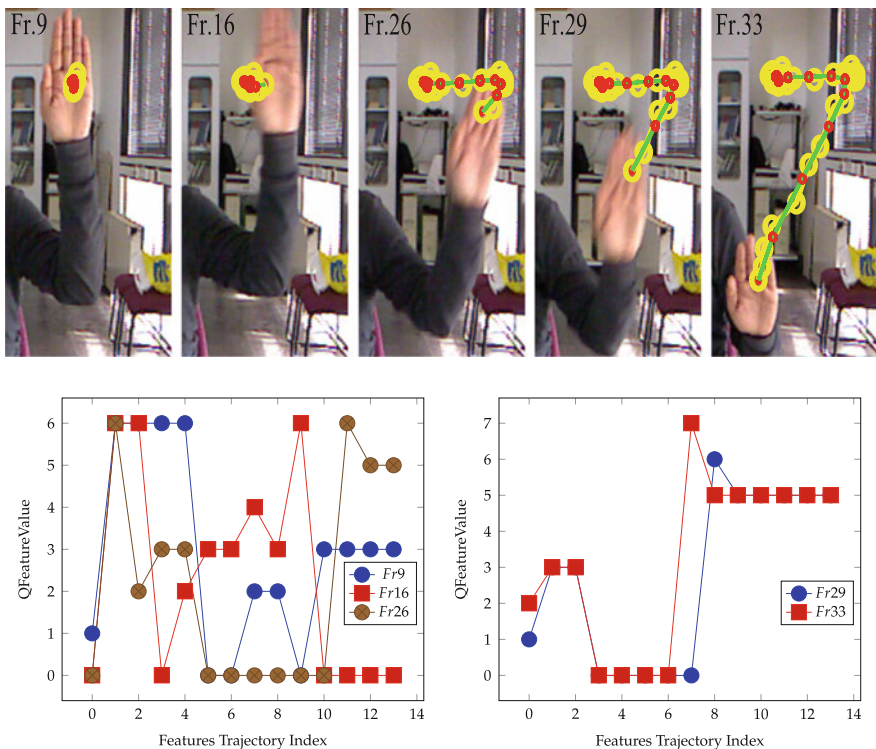 Fr.9
Fr.16
Fr.26
Fr.29
Fr.33
6
5
4
3
2
1
0
QFeatureValue
Fr9
Fr16
Fr26
0 2 4 6 8 10 12 14
Features Trajectory Index
7
6
5
4
3
2
1
0
QFeatureValue
Fr29
Fr33
0 2 4 6 8 10 12 14
Features Trajectory Index